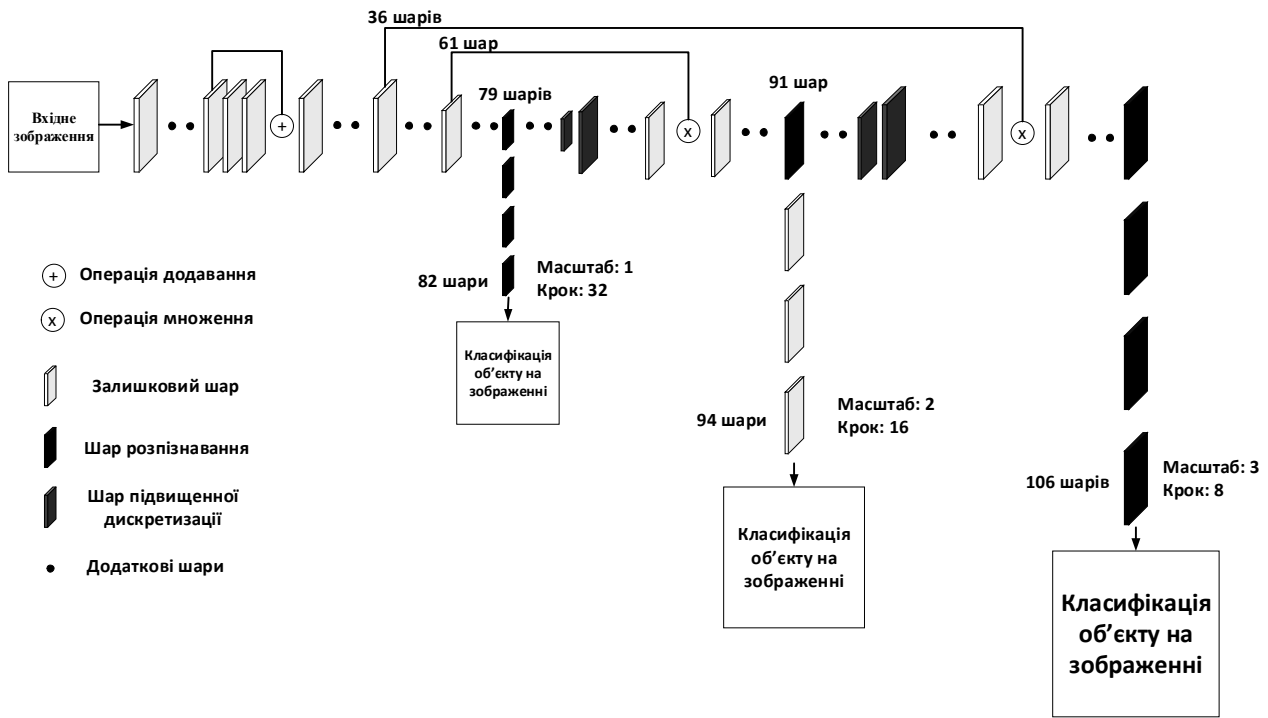 36 шарів
61 шар
79 шарів
91 шар
Вхідне
зображення
+
x
x
82 шари
Масштаб: 1
Крок: 32
Класифікація
об’єкту на
зображенні
94 шари
Масштаб: 2
Крок: 16
Класифікація
об’єкту на
зображенні
106 шарів
Масштаб: 3
Крок: 8
Класифікація
об’єкту на
зображенні
+ Операція додавання
x Операція множення
Залишковий шар
Шар розпізнавання
Шар підвищенної
дискретизації
Додаткові шари